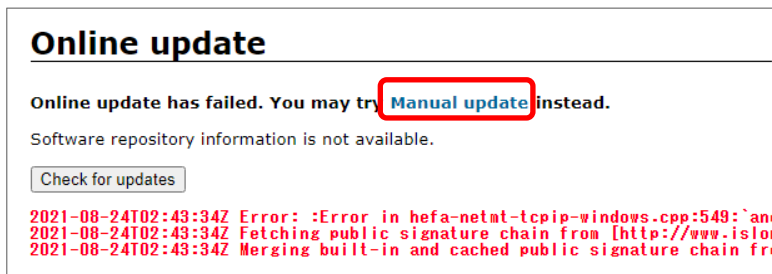 Online update
Online update has failed. You may try Manual update instead.
Software repository information is not available.
Check for updates
2021-08-24T02:43:34Z Error: :Error in hefa-netmt-tcpip-windows.cpp:549:`
2021-08-24T02:43:34Z Fetching public signature chain from [http://www.
2021-08-24T02:43:34Z Merging built-in and cached public signature chain